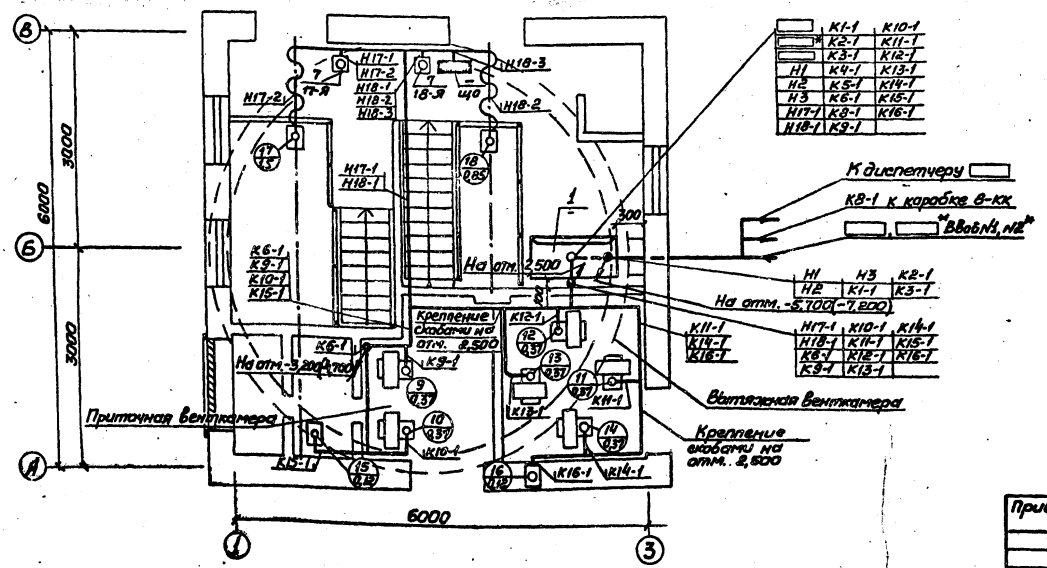 В
Б
А
3000
6000
3000
6000
1
3
К1-1 К10-1
* К2-1 К11-1
К3-1 К12-1
Н1 К4-1 К13-1
Н2 К5-1 К14-1
Н3 К6-1 К15-1
Н17-1 К8-1 К16-1
Н18-1 К9-1
Н17-1
Н17-2
Н18-1
Н18-2
Н18-3
7
17-Я
7
18-Я
ЩО
Н18-3
Н18-2
Н17-2
17
1,5
18
0,85
Н17-1
Н18-1
1
300
К диспетчеру
К8-1 к коробке 8-КК
, "Ввод №1, №2"
На отм. 2,500
К6-1
К9-1
К10-1
К15-1
Н1 Н3 К2-1
Н2 К1-1 К3-1
На отм. -5,700(-7,200)
Н17-1 К10-1 К14-1
Н18-1 К11-1 К15-1
К6-1 К12-1 К16-1
К9-1 К13-1
Крепление
скобами на
отм. 2,500
К12-1
12
0,37
К11-1
К14-1
К16-1
К6-1
К9-1
9
0,37
13
0,37
11
0,37
К13-1
К11-1
Вытяжная венткамера
Приточная венткамера
10
0,37
К10-1
14
0,37
К14-1
Крепление
скобами на
отм. 2,500
К15-1
15
0,12
16
0,12
К16-1